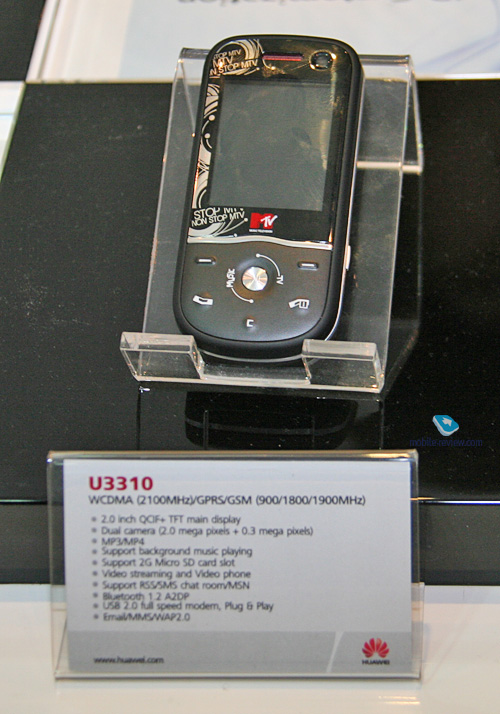 STOP MTV
NON STOP MTV
STOP MTV
NON STOP MTV
MTV
MUSIC TELEVISION
MUSIC
TV
C
mobile-review.com
U3310
WCDMA (2100MHz)/GPRS/GSM (900/1800/1900MHz)
2.0 inch QCIF+ TFT main display
Dual camera (2.0 mega pixels + 0.3 mega pixels)
MP3/MP4
Support background music playing
Support 2G Micro SD card slot
Video streaming and Video phone
Support RSS/SMS chat room/MSN
Bluetooth 1.2 A2DP
USB 2.0 full speed modem, Plug & Play
Email/MMS/WAP2.0
www.huawei.com
HUAWEI